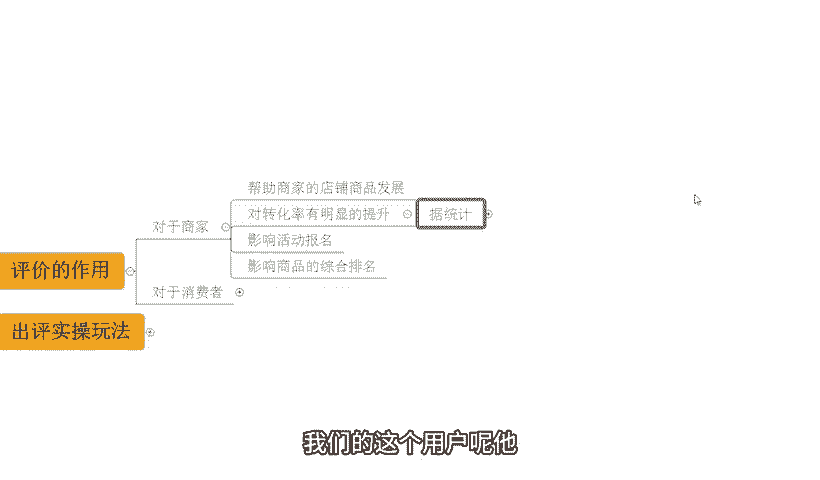 帮助商家的店铺商品发展
对于商家
对转化率有明显的提升
据统计
影响活动报名
影响商品的综合排名
评价的作用
对于消费者
出评实操玩法
我们的这个用户呢他